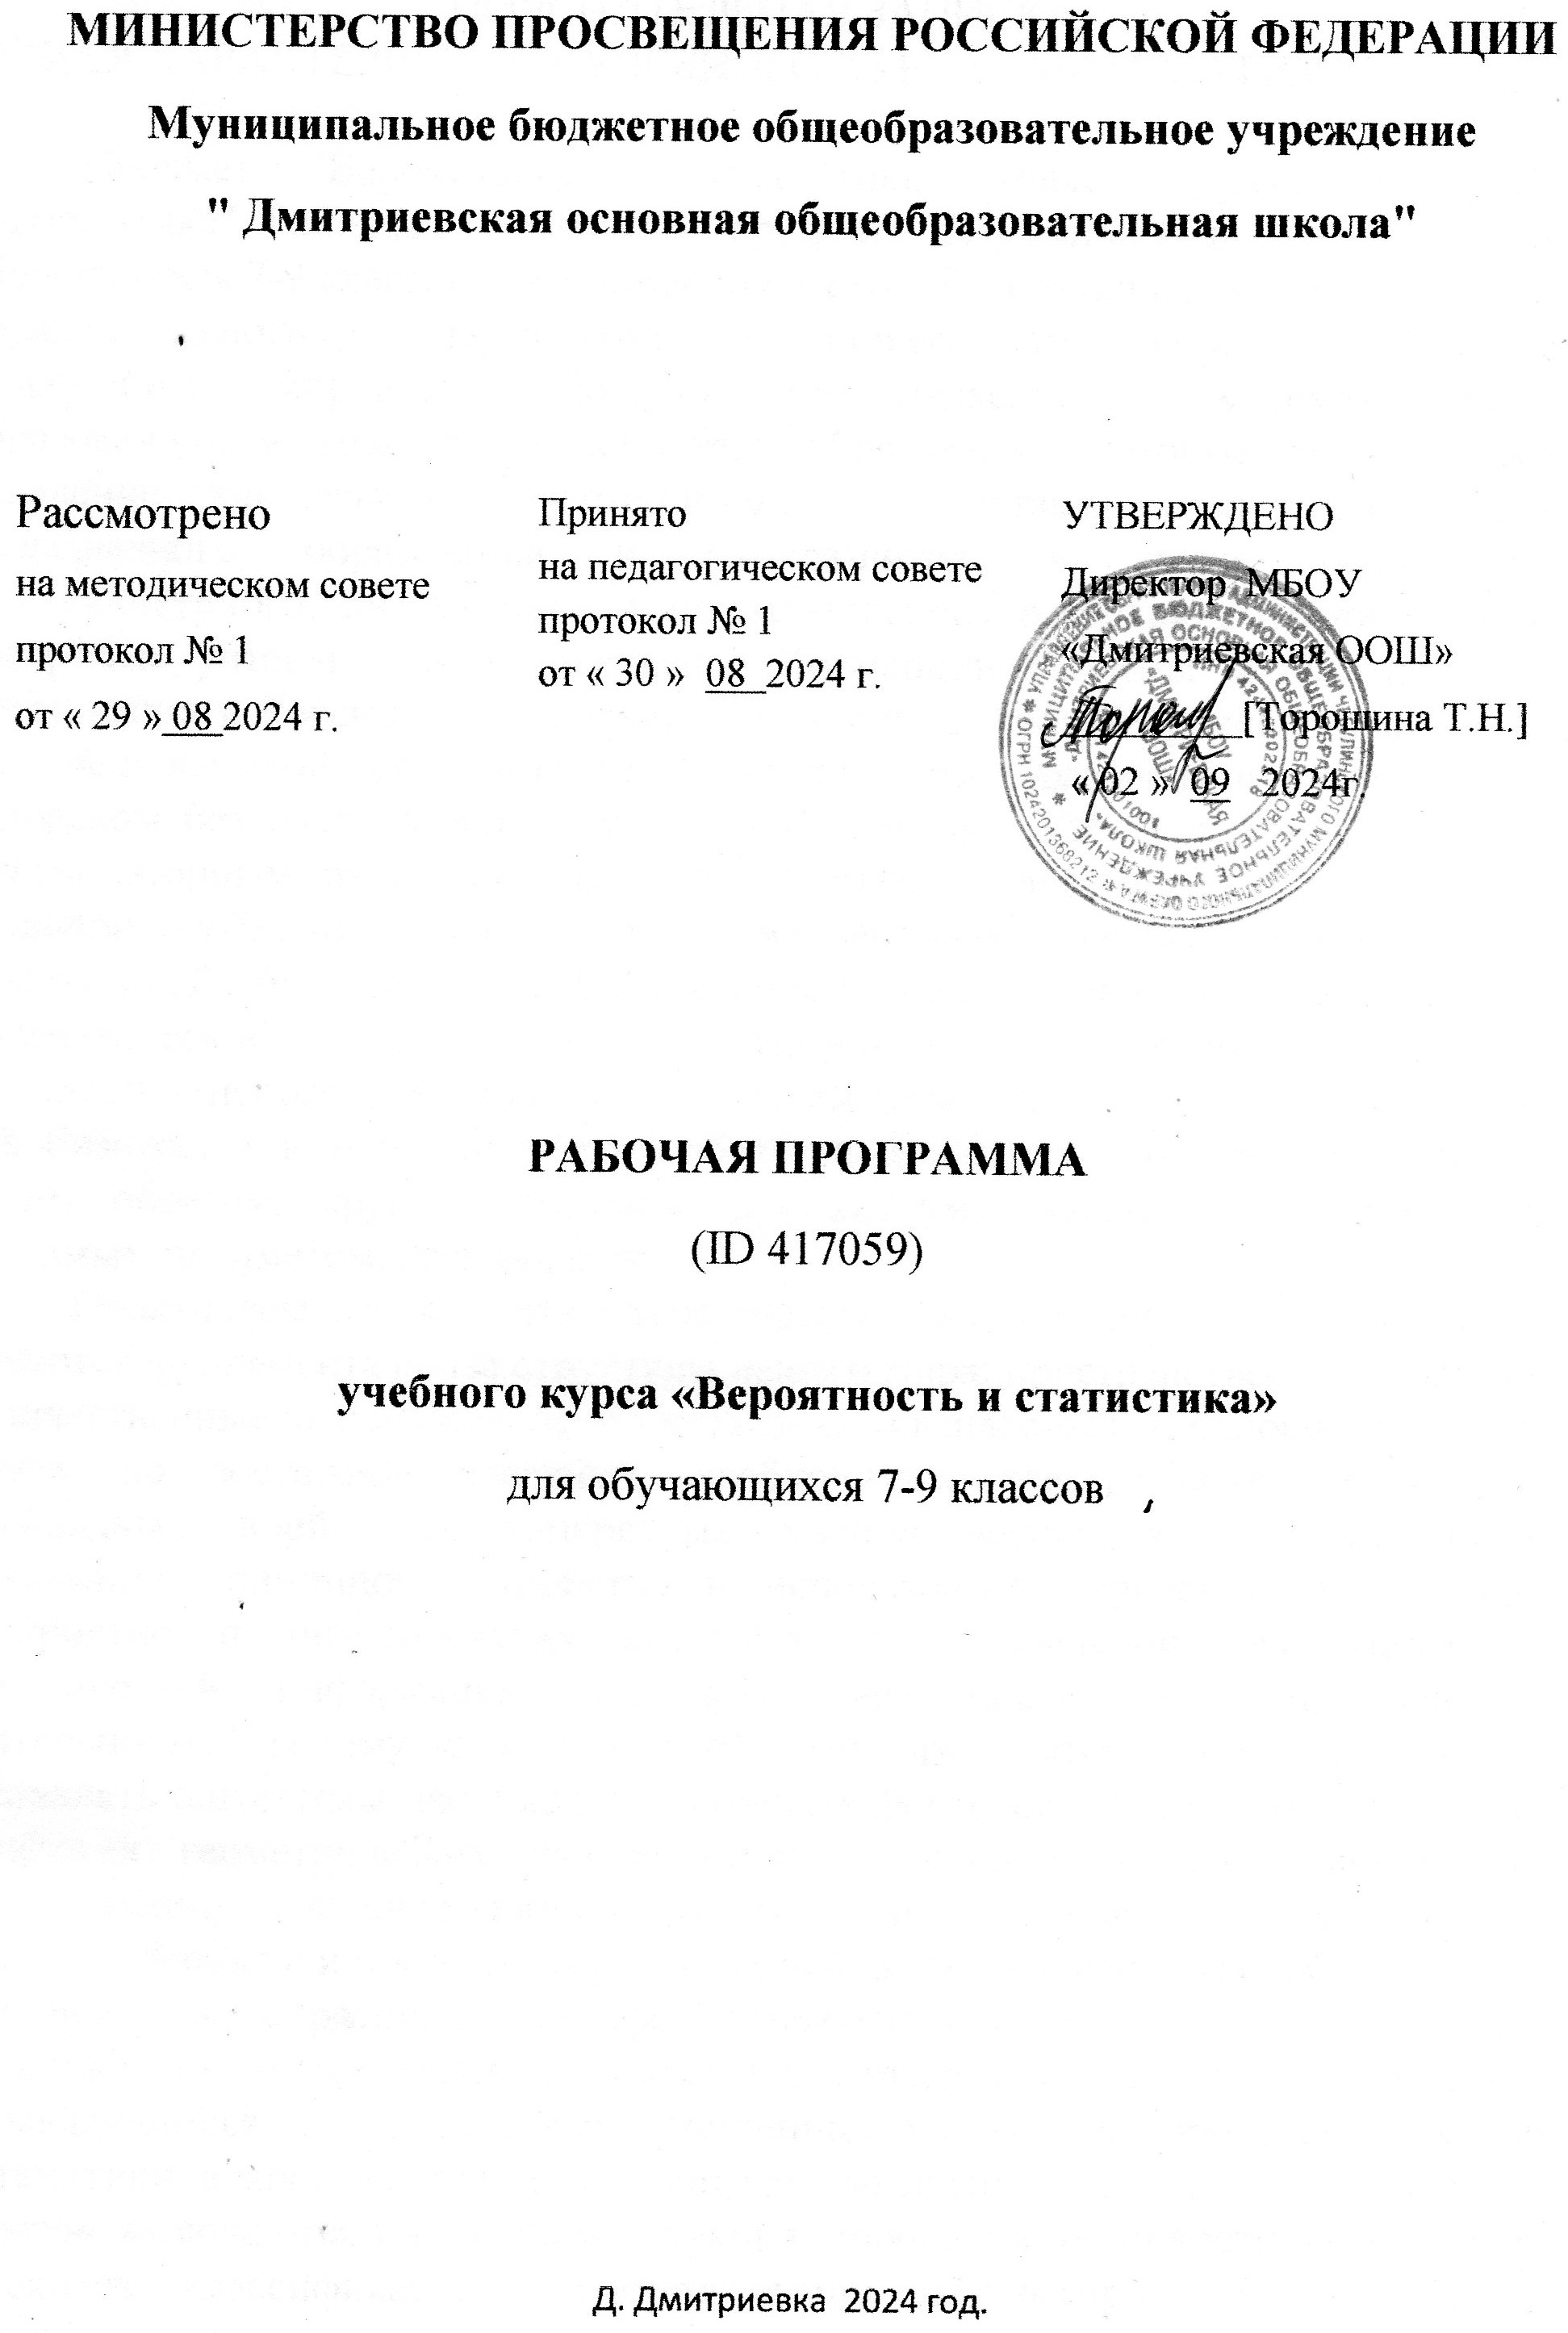 МИНИСТЕРСТВО ПРОСВЕЩЕНИЯ РОССИЙСКОЙ ФЕДЕРАЦИИ
Муниципальное бюджетное общеобразовательное учреждение
" Дмитриевская основная общеобразовательная школа"
Рассмотрено
на методическом совете
протокол № 1
от « 29 » 08 2024 г.
Принято
на педагогическом совете
протокол № 1
от « 30 » 08 2024 г.
УТВЕРЖДЕНО
Директор МБОУ
«Дмитриевская ООШ»
[Торошина Т.Н.]
« 02 » 09 2024г.
ОГРН 1024201368212
РАБОЧАЯ ПРОГРАММА
(ID 417059)
учебного курса «Вероятность и статистика»
для обучающихся 7-9 классов
Д. Дмитриевка 2024 год.